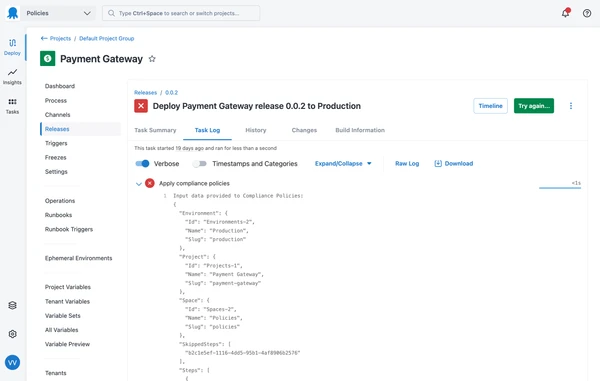 Policies
Type Ctrl+Space to search or switch projects...
Deploy
Insights
Tasks
VV
Projects / Default Project Group
Payment Gateway
Dashboard
Process
Channels
Releases
Triggers
Freezes
Settings
Operations
Runbooks
Runbook Triggers
Ephemeral Environments
Project Variables
Tenant Variables
Variable Sets
All Variables
Variable Preview
Tenants
Releases / 0.0.2
Deploy Payment Gateway release 0.0.2 to Production
Timeline
Try again...
Task Summary
Task Log
History
Changes
Build Information
This task started 19 days ago and ran for less than a second
Verbose
Timestamps and Categories
Expand/Collapse
Raw Log
Download
Apply compliance policies
<1s
Input data provided to Compliance Policies:
{
"Environment": {
"Id": "Environments-2",
"Name": "Production",
"Slug": "production"
},
"Project": {
"Id": "Projects-1",
"Name": "Payment Gateway",
"Slug": "payment-gateway"
},
"Space": {
"Id": "Spaces-2",
"Name": "Policies",
"Slug": "policies"
},
"SkippedSteps": [
"b2c1e5ef-1116-4dd5-95b1-4af8906b2576"
],
"Steps": [
{